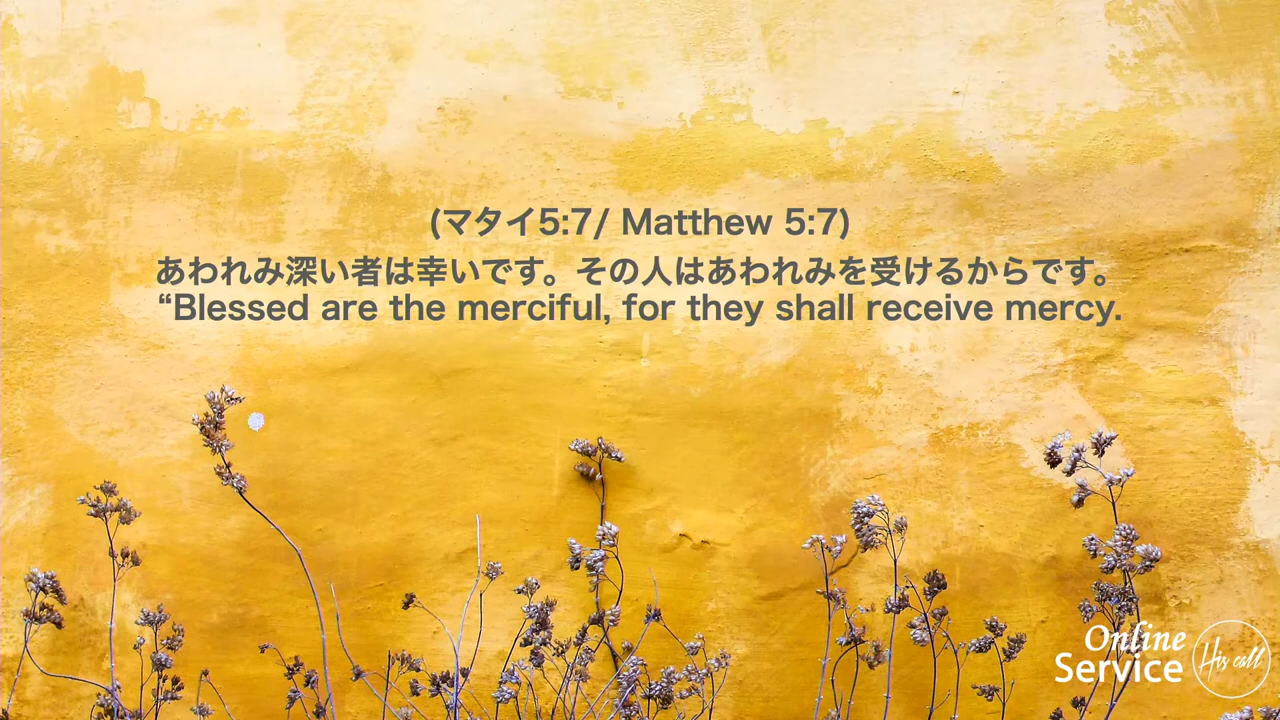 (マタイ5:7/ Matthew 5:7)
あわれみ深い者は幸いです。その人はあわれみを受けるからです。
“Blessed are the merciful, for they shall receive mercy.
Online
Service
His call